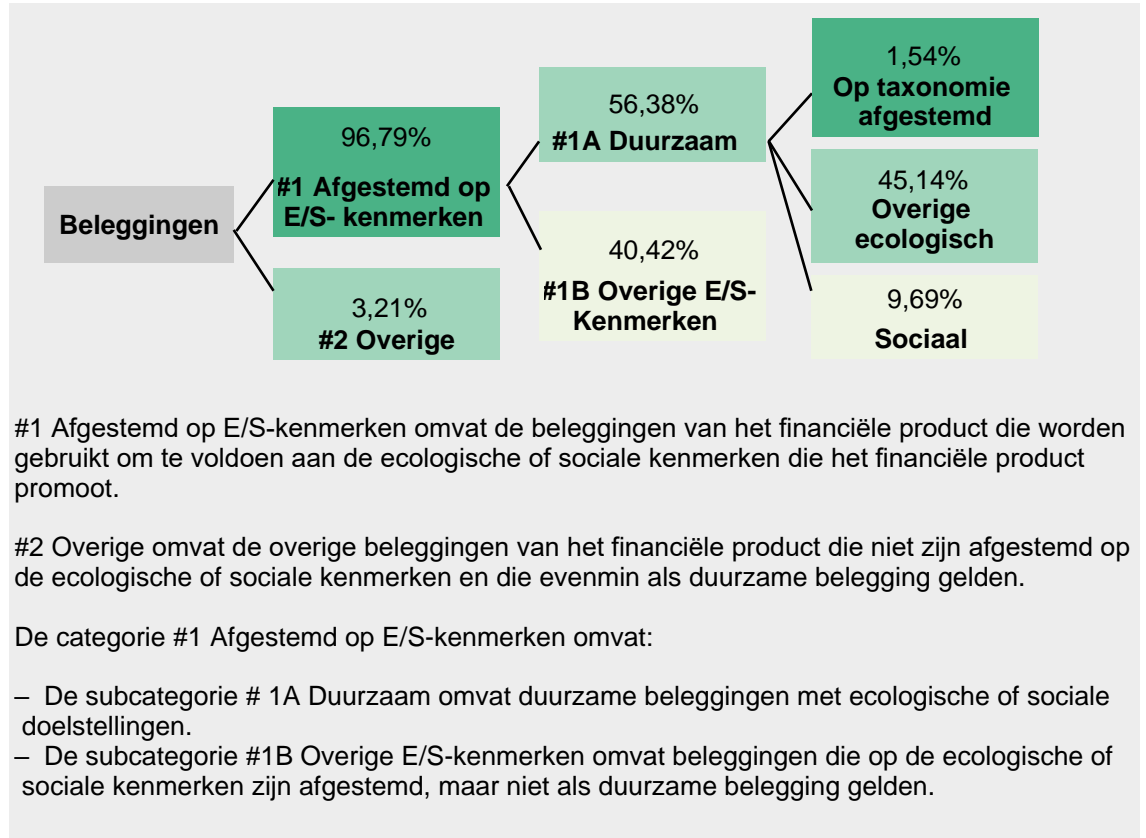 Beleggingen
96,79%
#1 Afgestemd op
E/S- kenmerken
3,21%
#2 Overige
56,38%
#1A Duurzaam
40,42%
#1B Overige E/S-
Kenmerken
1,54%
Op taxonomie
afgestemd
45,14%
Overige
ecologisch
9,69%
Sociaal
#1 Afgestemd op E/S-kenmerken omvat de beleggingen van het financiële product die worden
gebruikt om te voldoen aan de ecologische of sociale kenmerken die het financiële product
promoot.
#2 Overige omvat de overige beleggingen van het financiële product die niet zijn afgestemd op
de ecologische of sociale kenmerken en die evenmin als duurzame belegging gelden.
De categorie #1 Afgestemd op E/S-kenmerken omvat:
– De subcategorie # 1A Duurzaam omvat duurzame beleggingen met ecologische of sociale
doelstellingen.
– De subcategorie #1B Overige E/S-kenmerken omvat beleggingen die op de ecologische of
sociale kenmerken zijn afgestemd, maar niet als duurzame belegging gelden.